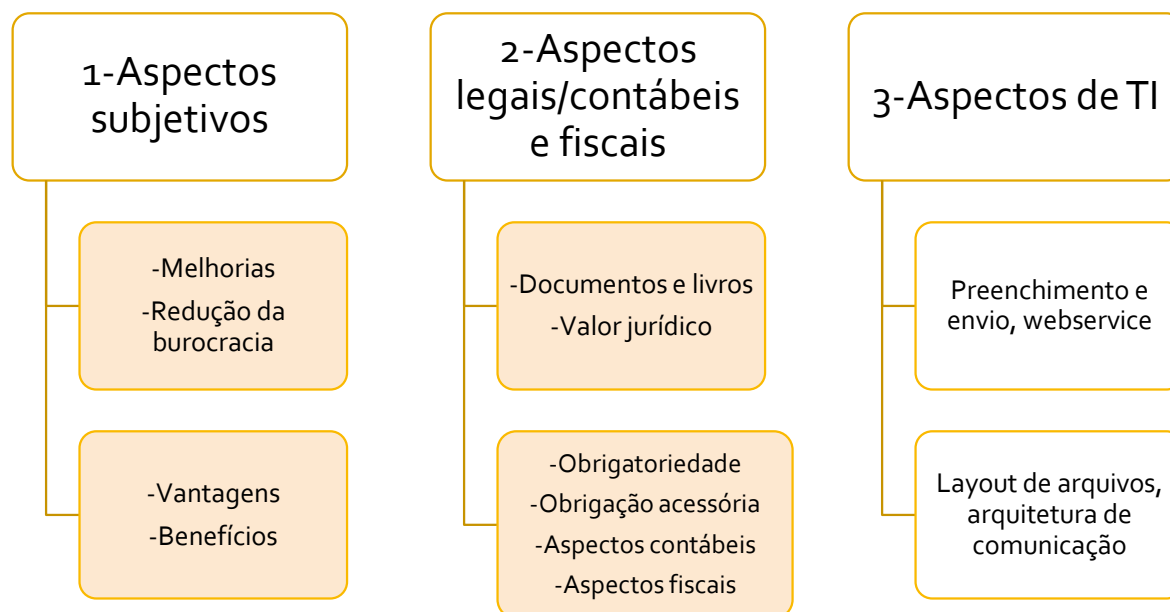 1-Aspectos
subjetivos
-Melhorias
-Redução da
burocracia
-Vantagens
-Benefícios
2-Aspectos
legais/contábeis
e fiscais
-Documentos e livros
-Valor jurídico
-Obrigatoriedade
-Obrigação acessória
-Aspectos contábeis
-Aspectos fiscais
3-Aspectos de TI
Preenchimento e
envio, webservice
Layout de arquivos,
arquitetura de
comunicação